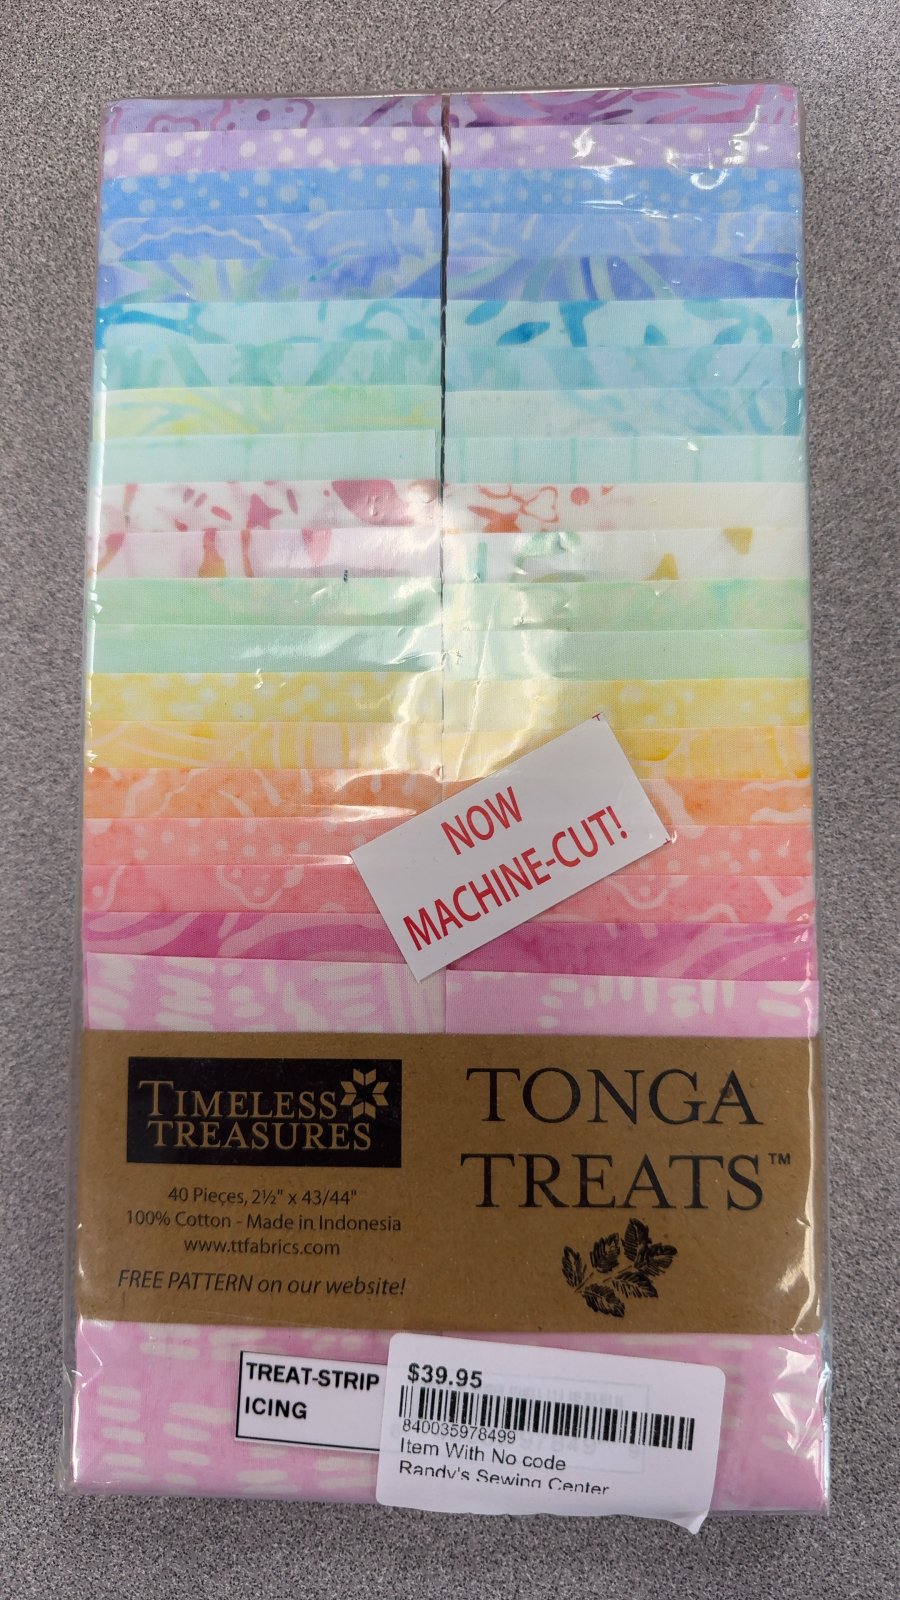 NOW
MACHINE-CUT!
TIMELESS
TREASURES
40 Pieces, 2½" x 43/44"
100% Cotton - Made in Indonesia
www.ttfabrics.com
FREE PATTERN on our website!
TONGA
TREATS™
TREAT-STRIP
ICING
$39.95
840035978499
Item With No code
Randy's Sewing Center